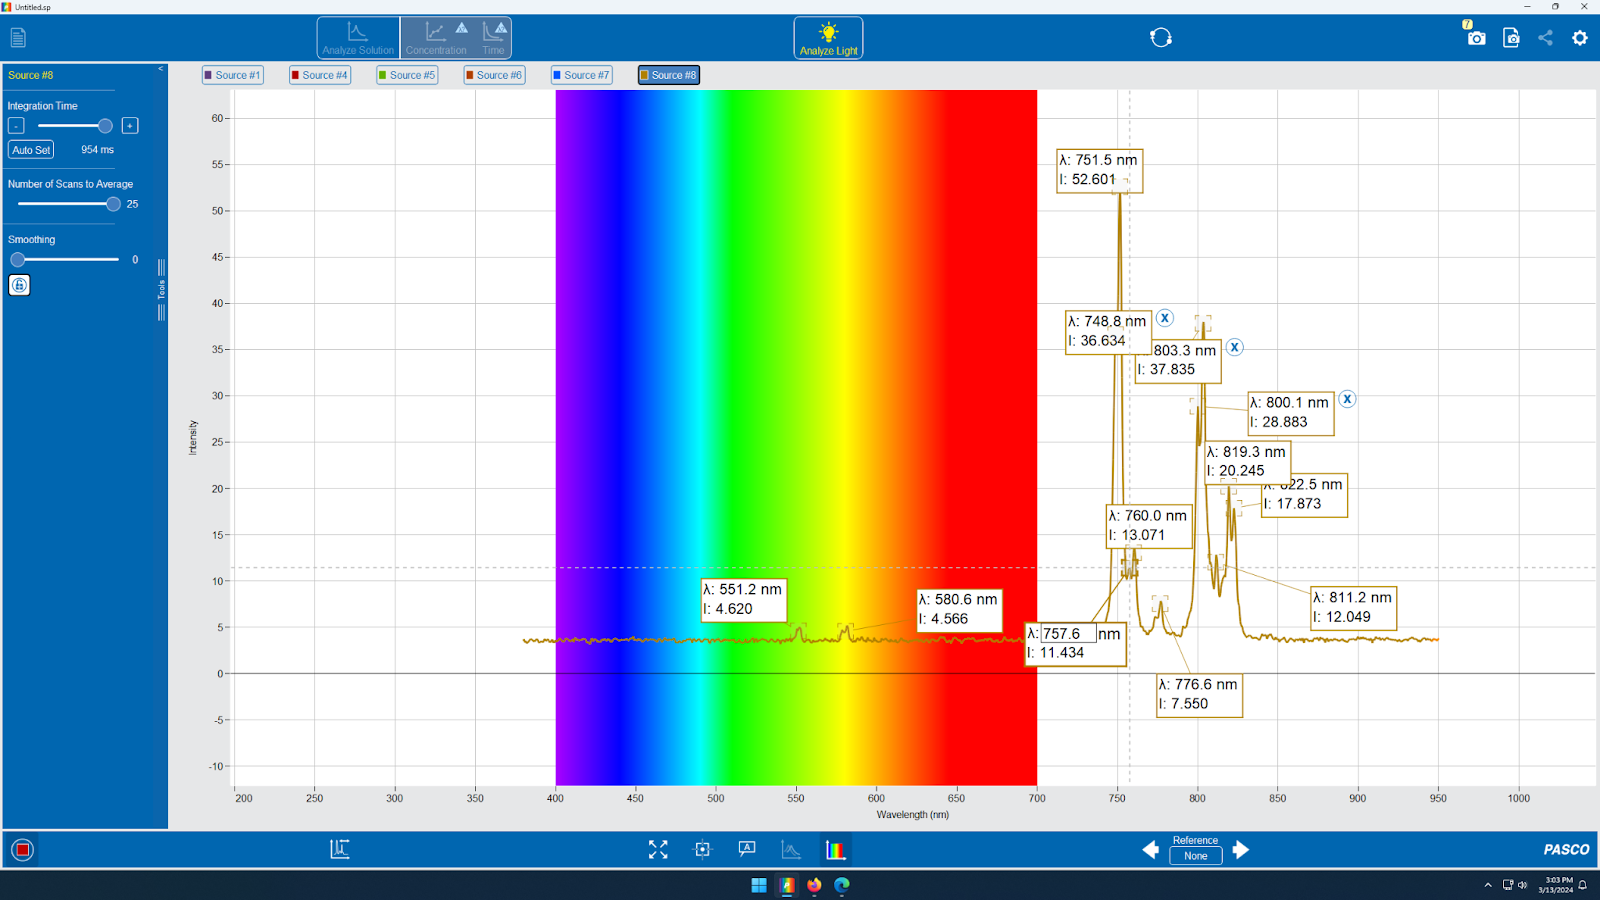 Untitled.sp
Analyze Solution
Concentration
Time
Analyze Light
7
Source #8
<
Source #1
Source #4
Source #5
Source #6
Source #7
Source #8
Integration Time
-
+
Auto Set
954 ms
Number of Scans to Average
25
Smoothing
0
Tools
60
55
50
45
40
35
30
25
20
15
10
5
0
-5
-10
Intensity
λ: 751.5 nm
I: 52.601
λ: 748.8 nm
I: 36.634
X
803.3 nm
I: 37.835
X
λ: 800.1 nm
I: 28.883
X
λ: 819.3 nm
I: 20.245
22.5 nm
I: 17.873
λ: 760.0 nm
I: 13.071
λ: 551.2 nm
I: 4.620
λ: 580.6 nm
I: 4.566
λ: 757.6 nm
I: 11.434
λ: 811.2 nm
I: 12.049
λ: 776.6 nm
I: 7.550
200 250 300 350 400 450 500 550 600 650 700 750 800 850 900 950 1000
Wavelength (nm)
A
Reference
None
PASCO
3:03 PM
3/13/2024